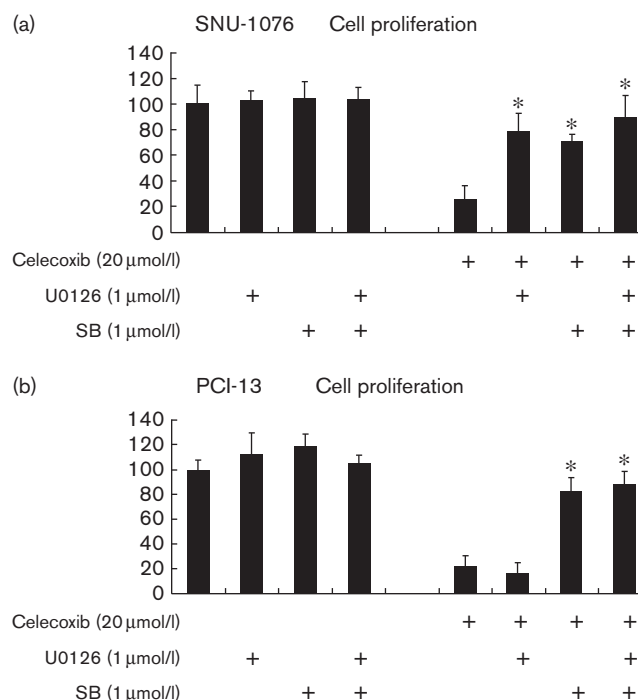 (a) SNU-1076 Cell proliferation
140
120
100
80
60
40
20
0
* * *
Celecoxib (20 µmol/l) + + + +
U0126 (1 µmol/l) + + + +
SB (1 µmol/l) + + + +
(b) PCI-13 Cell proliferation
140
120
100
80
60
40
20
0
* *
Celecoxib (20 µmol/l) + + + +
U0126 (1 µmol/l) + + + +
SB (1 µmol/l) + + + +